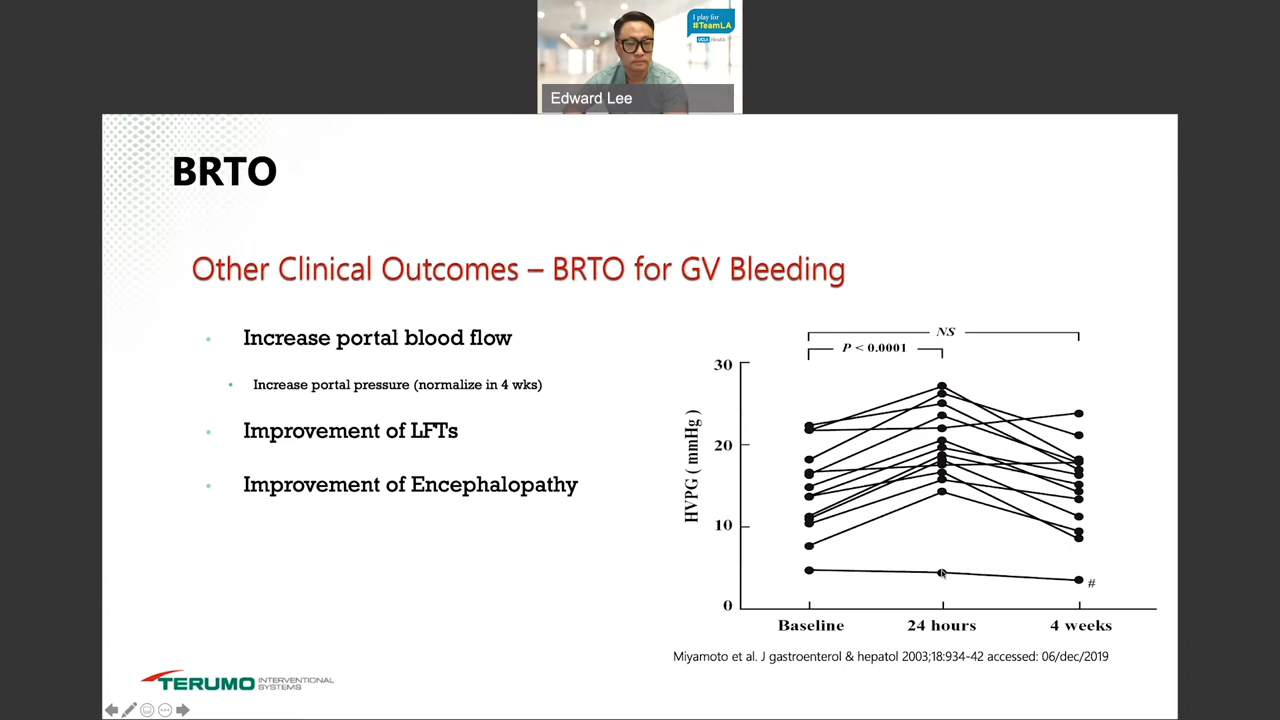 I play for
#TeamLA
UCLA Health
Edward Lee
BRTO
Other Clinical Outcomes – BRTO for GV Bleeding
Increase portal blood flow
Increase portal pressure (normalize in 4 wks)
Improvement of LFTs
Improvement of Encephalopathy
NS
P < 0.0001
30
20
10
0
HVPG ( mmHg )
#
Baseline 24 hours 4 weeks
Miyamoto et al. J gastroenterol & hepatol 2003;18:934-42 accessed: 06/dec/2019
TERUMO INTERVENTIONAL
SYSTEMS